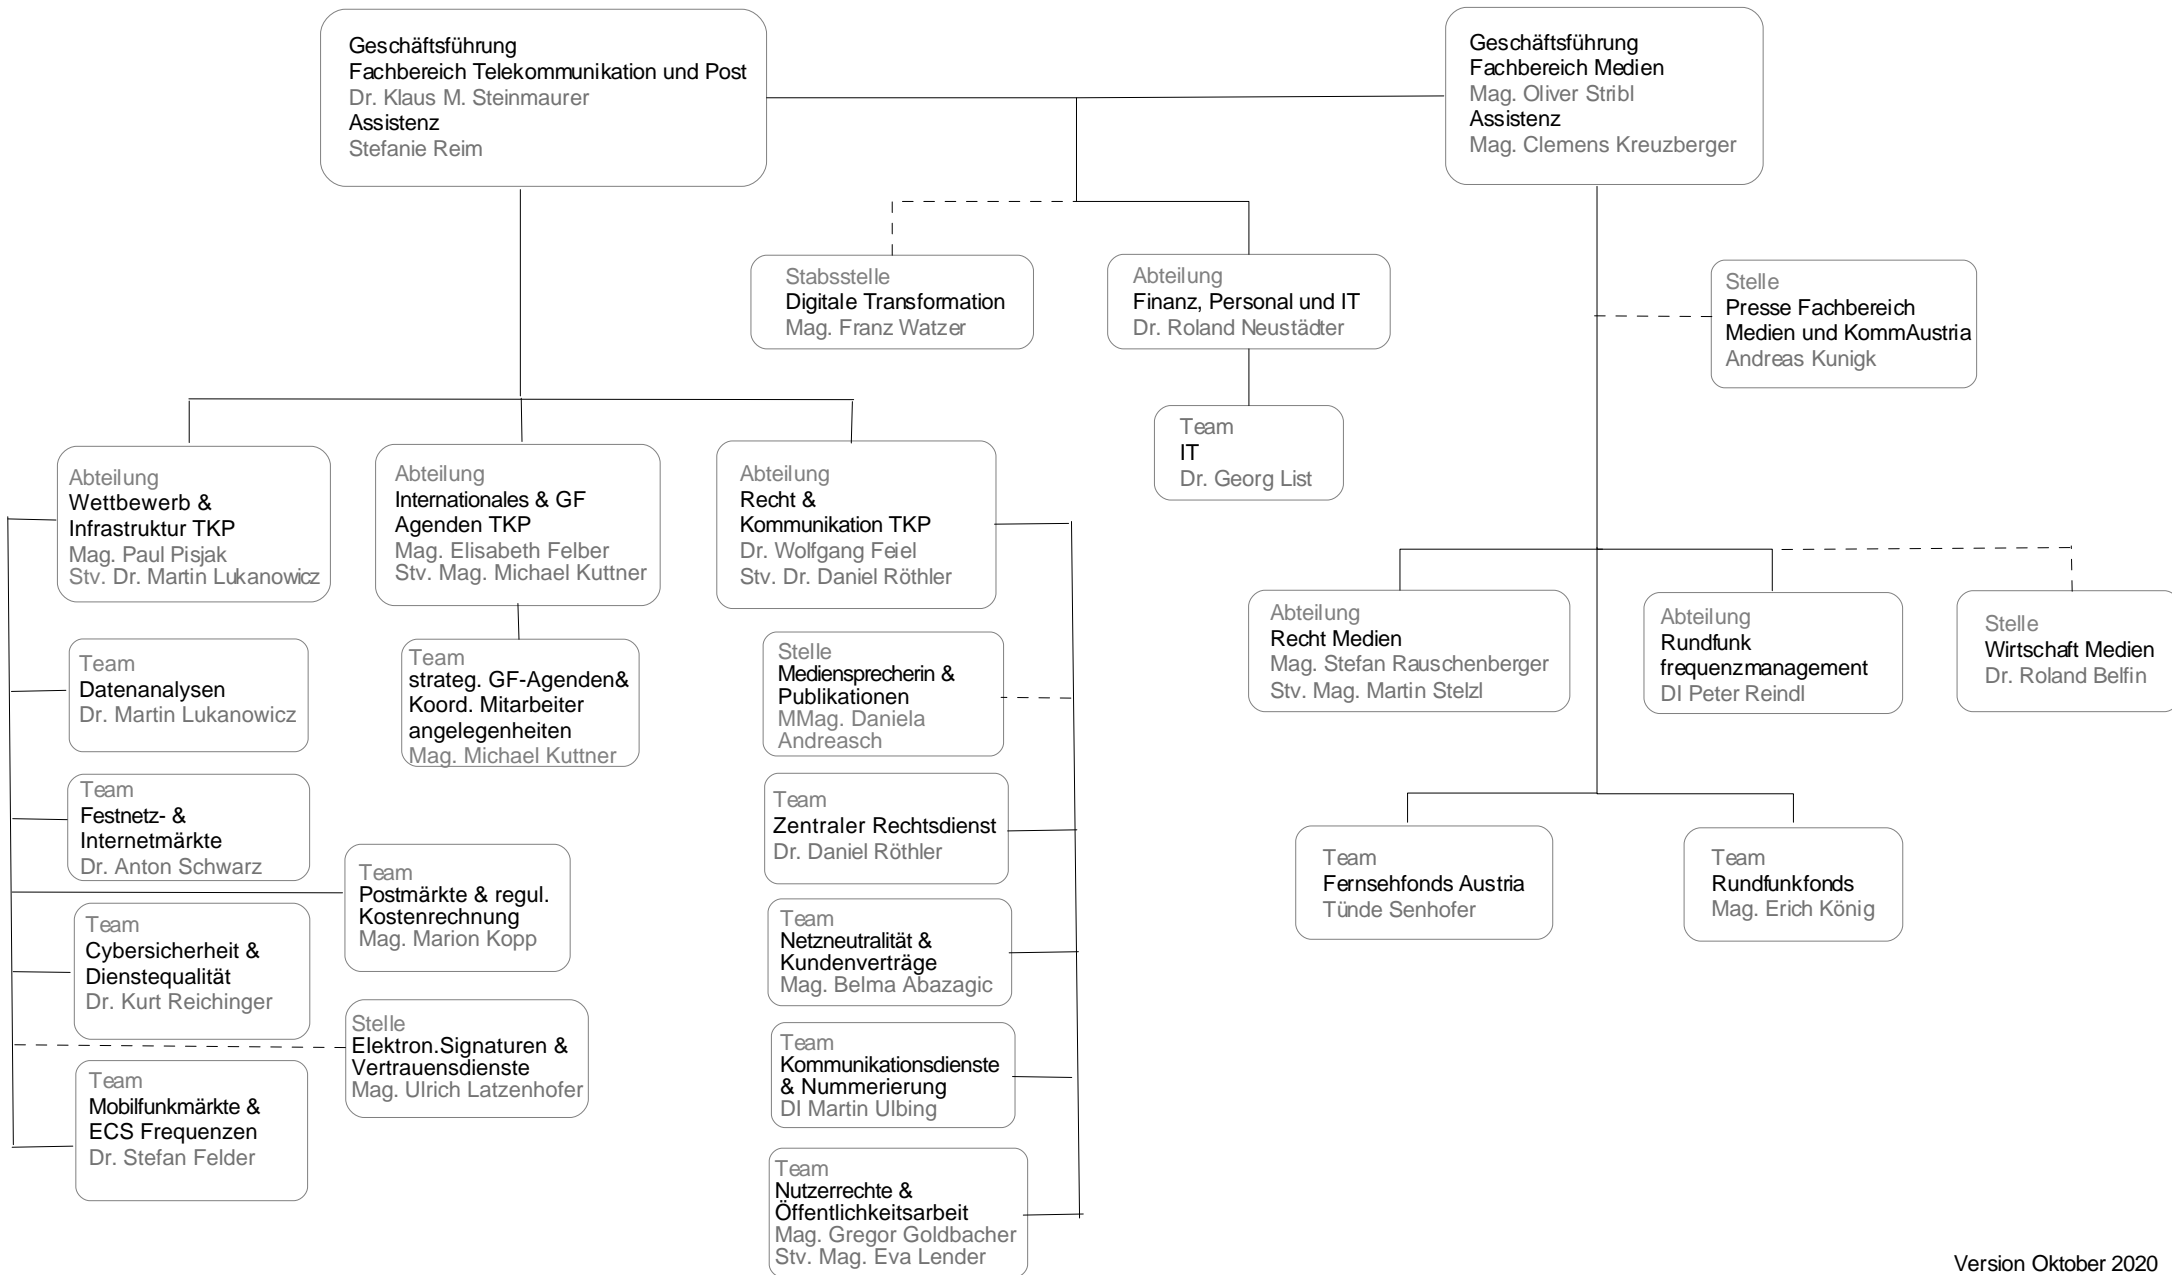 Geschäftsführung
Fachbereich Telekommunikation und Post
Dr. Klaus M. Steinmaurer
Assistenz
Stefanie Reim
Geschäftsführung
Fachbereich Medien
Mag. Oliver Stribl
Assistenz
Mag. Clemens Kreuzberger
Stabsstelle
Digitale Transformation
Mag. Franz Watzer
Abteilung
Finanz, Personal und IT
Dr. Roland Neustädter
Stelle
Presse Fachbereich
Medien und KommAustria
Andreas Kunigk
Team
IT
Dr. Georg List
Abteilung
Wettbewerb &
Infrastruktur TKP
Mag. Paul Pisjak
Stv. Dr. Martin Lukanowicz
Abteilung
Internationales & GF
Agenden TKP
Mag. Elisabeth Felber
Stv. Mag. Michael Kuttner
Abteilung
Recht &
Kommunikation TKP
Dr. Wolfgang Feiel
Stv. Dr. Daniel Röthler
Abteilung
Recht Medien
Mag. Stefan Rauschenberger
Stv. Mag. Martin Stelzl
Abteilung
Rundfunk
frequenzmanagement
DI Peter Reindl
Stelle
Wirtschaft Medien
Dr. Roland Belfin
Team
Datenanalysen
Dr. Martin Lukanowicz
Team
strateg. GF-Agenden&
Koord. Mitarbeiter
angelegenheiten
Mag. Michael Kuttner
Stelle
Mediensprecherin &
Publikationen
MMag. Daniela
Andreasch
Team
Festnetz- &
Internetmärkte
Dr. Anton Schwarz
Team
Zentraler Rechtsdienst
Dr. Daniel Röthler
Team
Fernsehfonds Austria
Tünde Senhofer
Team
Rundfunkfonds
Mag. Erich König
Team
Postmärkte & regul.
Kostenrechnung
Mag. Marion Kopp
Team
Cybersicherheit &
Dienstequalität
Dr. Kurt Reichinger
Team
Netzneutralität &
Kundenverträge
Mag. Belma Abazagic
Stelle
Elektron.Signaturen &
Vertrauensdienste
Mag. Ulrich Latzenhofer
Team
Kommunikationsdienste
& Nummerierung
DI Martin Ulbing
Team
Mobilfunkmärkte &
ECS Frequenzen
Dr. Stefan Felder
Team
Nutzerrechte &
Öffentlichkeitsarbeit
Mag. Gregor Goldbacher
Stv. Mag. Eva Lender
Version Oktober 2020